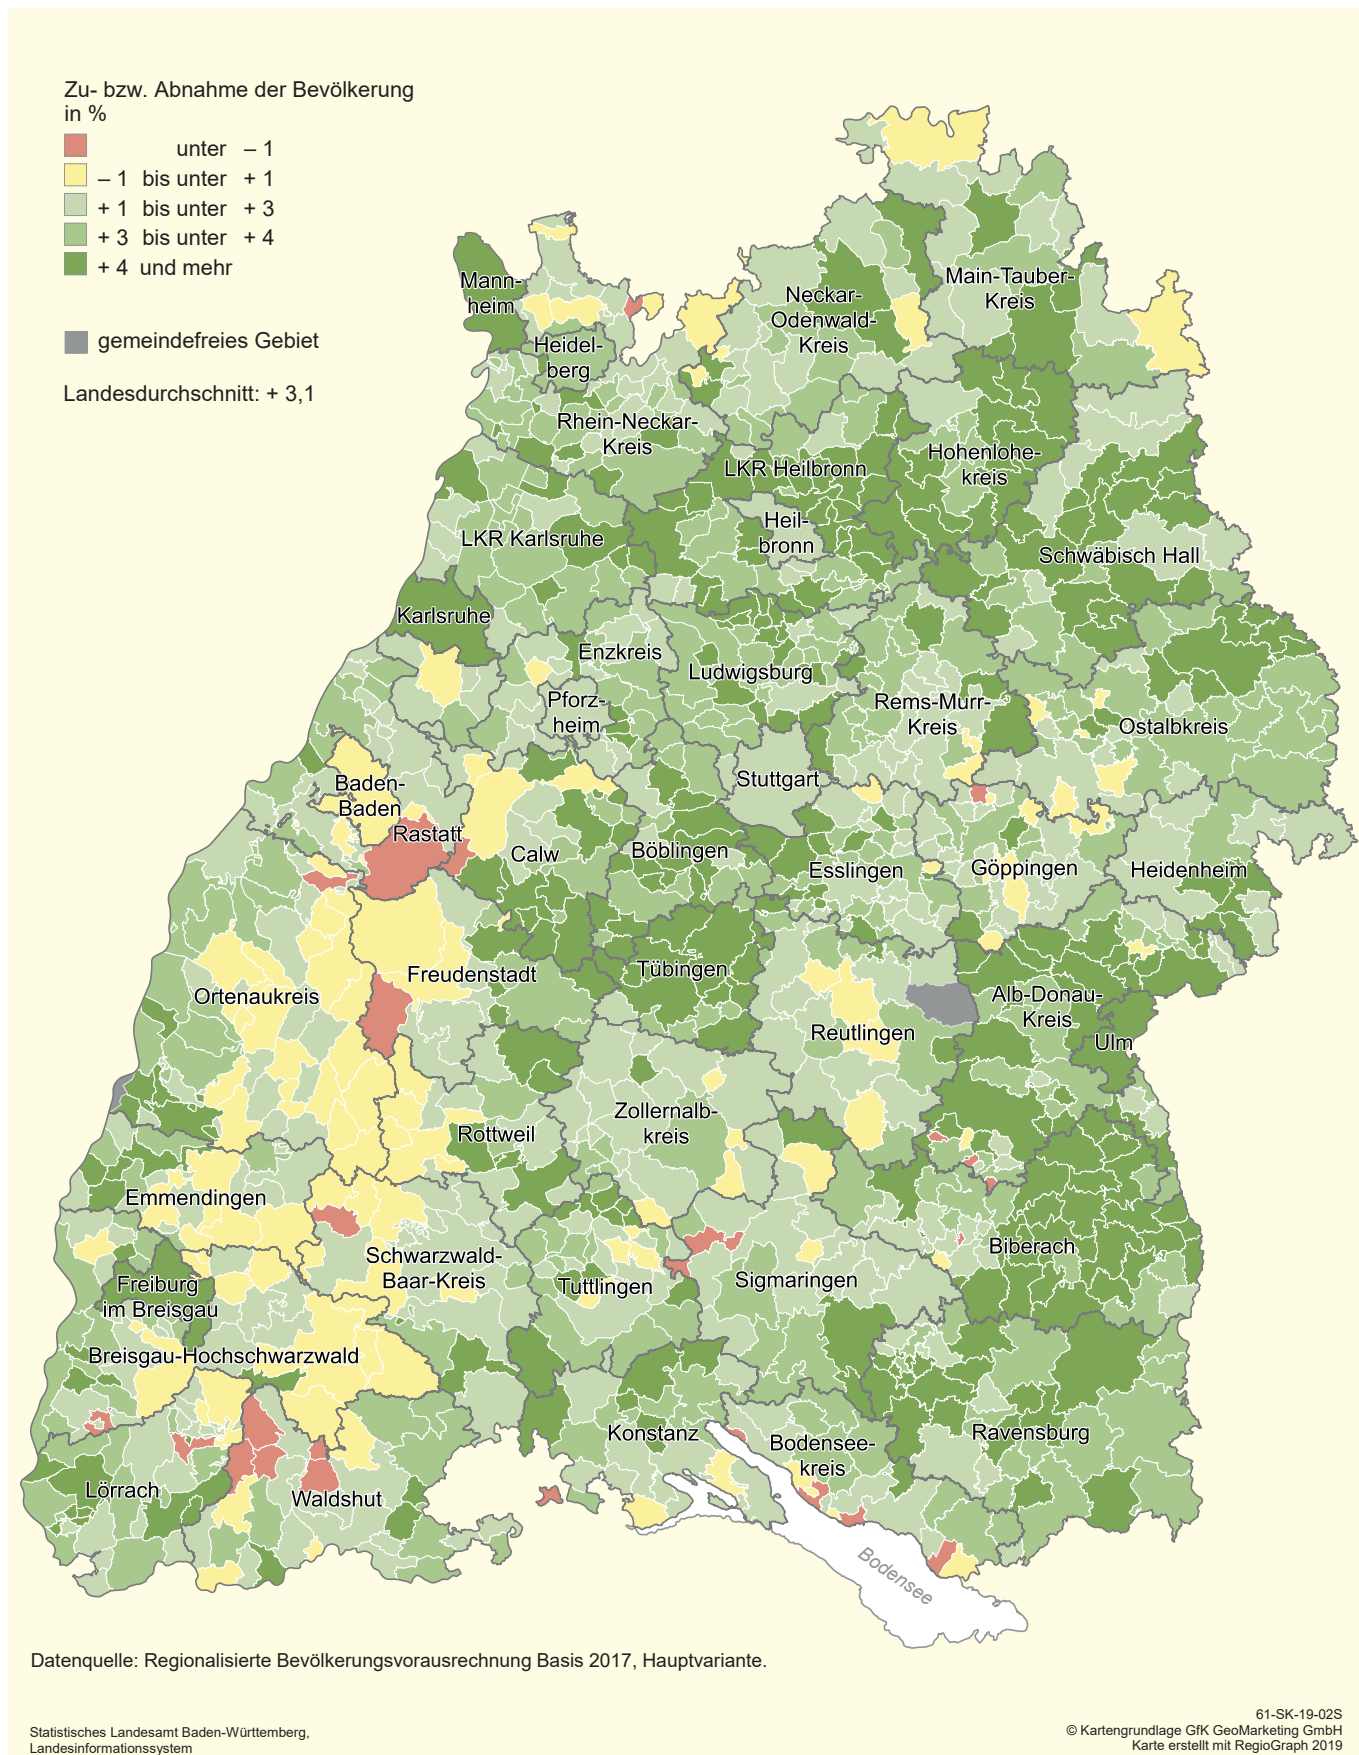 Zu- bzw. Abnahme der Bevölkerung
in %
unter – 1
– 1 bis unter + 1
+ 1 bis unter + 3
+ 3 bis unter + 4
+ 4 und mehr
gemeindefreies Gebiet
Landesdurchschnitt: + 3,1
Mann-
heim
Heidel-
berg
Rhein-Neckar-
Kreis
Neckar-
Odenwald-
Kreis
Main-Tauber-
Kreis
LKR Heilbronn
Hohenlohe-
kreis
Heil-
bronn
LKR Karlsruhe
Schwäbisch Hall
Karlsruhe
Enzkreis
Ludwigsburg
Pforz-
heim
Rems-Murr-
Kreis
Ostalbkreis
Stuttgart
Baden-
Baden
Rastatt
Calw
Böblingen
Esslingen
Göppingen
Heidenheim
Freudenstadt
Tübingen
Ortenaukreis
Reutlingen
Alb-Donau-
Kreis
Ulm
Zollernalb-
kreis
Rottweil
Emmendingen
Schwarzwald-
Baar-Kreis
Tuttlingen
Sigmaringen
Biberach
Freiburg
im Breisgau
Breisgau-Hochschwarzwald
Konstanz
Bodensee-
kreis
Ravensburg
Lörrach
Waldshut
Bodensee
Datenquelle: Regionalisierte Bevölkerungsvorausrechnung Basis 2017, Hauptvariante.
Statistisches Landesamt Baden-Württemberg,
Landesinformationssystem
61-SK-19-02S
© Kartengrundlage GfK GeoMarketing GmbH
Karte erstellt mit RegioGraph 2019